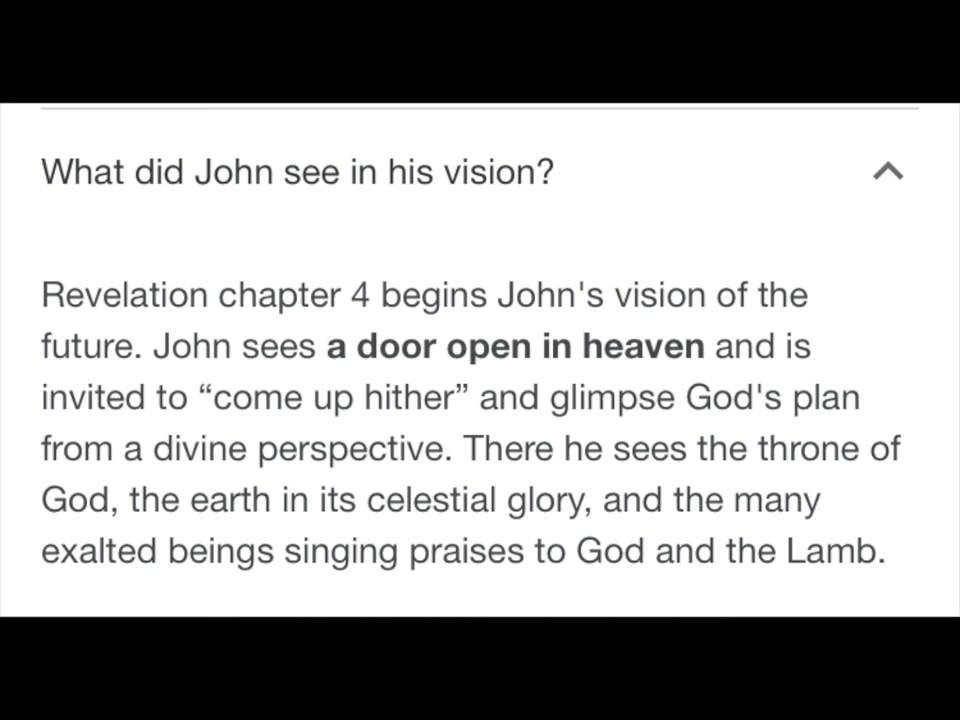 What did John see in his vision?
Revelation chapter 4 begins John's vision of the
future. John sees a door open in heaven and is
invited to “come up hither” and glimpse God's plan
from a divine perspective. There he sees the throne of
God, the earth in its celestial glory, and the many
exalted beings singing praises to God and the Lamb.